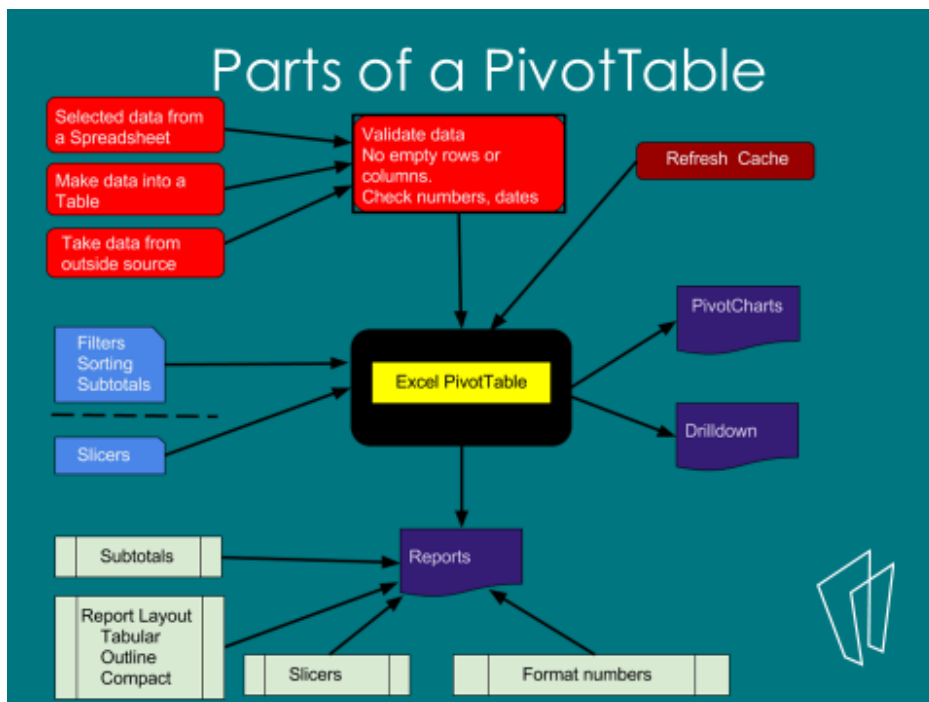 Parts of a PivotTable
Selected data from
a Spreadsheet
Make data into a
Table
Take data from
outside source
Validate data
No empty rows or
columns.
Check numbers, dates
Refresh Cache
Filters
Sorting
Subtotals
Slicers
Excel PivotTable
PivotCharts
Drilldown
Subtotals
Report Layout
Tabular
Outline
Compact
Reports
Slicers
Format numbers